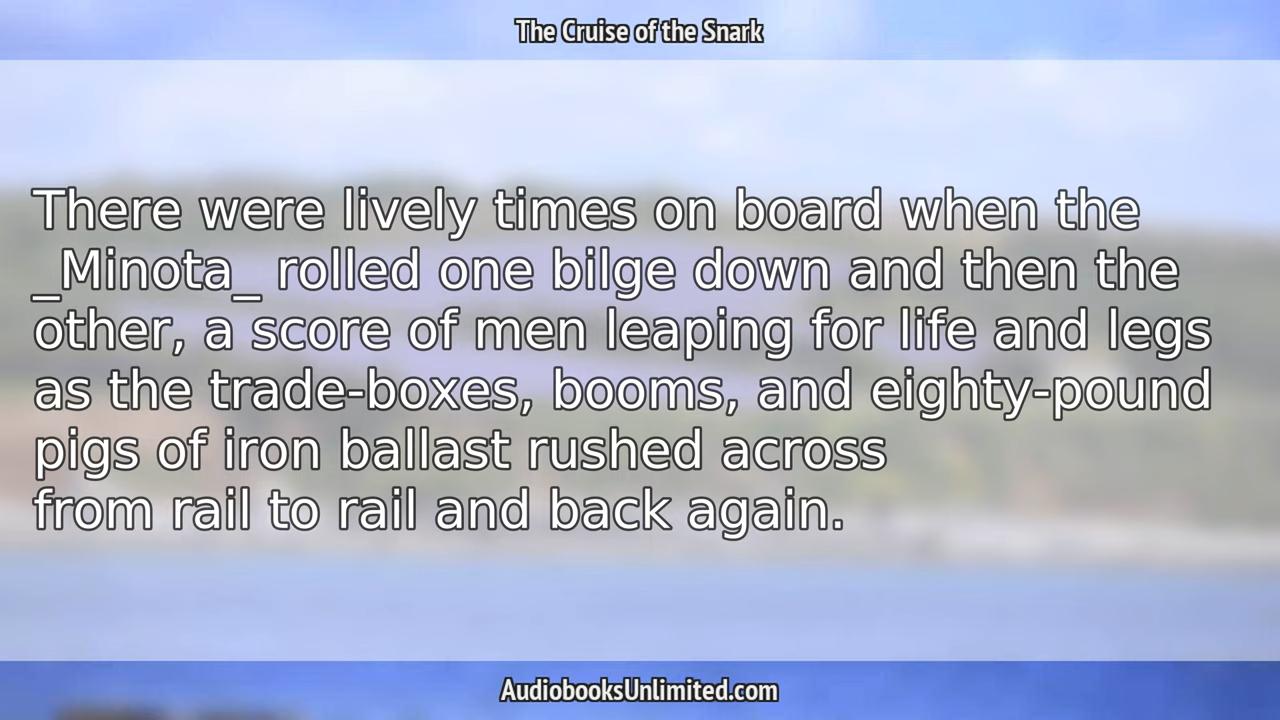 The Cruise of the Snark
There were lively times on board when the
_Minota_ rolled one bilge down and then the
other, a score of men leaping for life and legs
as the trade-boxes, booms, and eighty-pound
pigs of iron ballast rushed across
from rail to rail and back again.
AudiobooksUnlimited.com